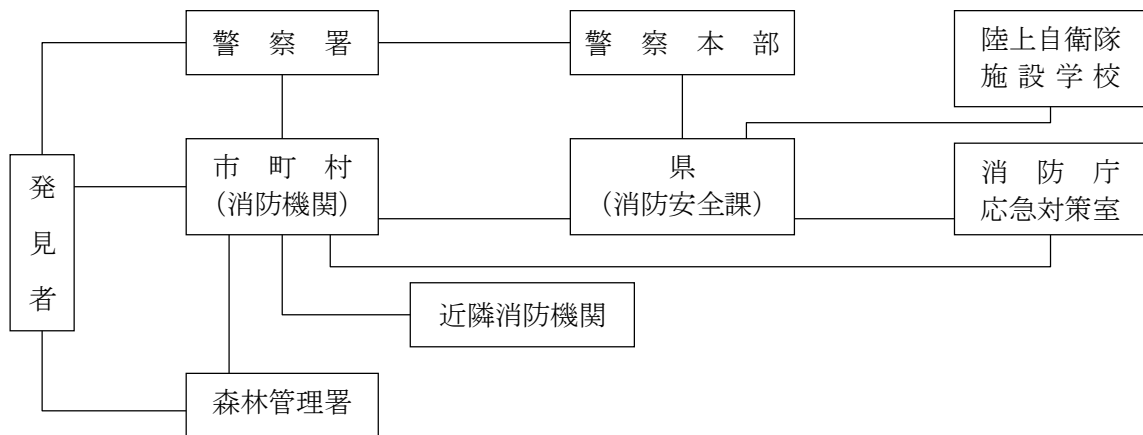 警察署
警察本部
陸上自衛隊
施設学校
発見者
市町村
（消防機関）
県
（消防安全課）
消防庁
応急対策室
近隣消防機関
森林管理署